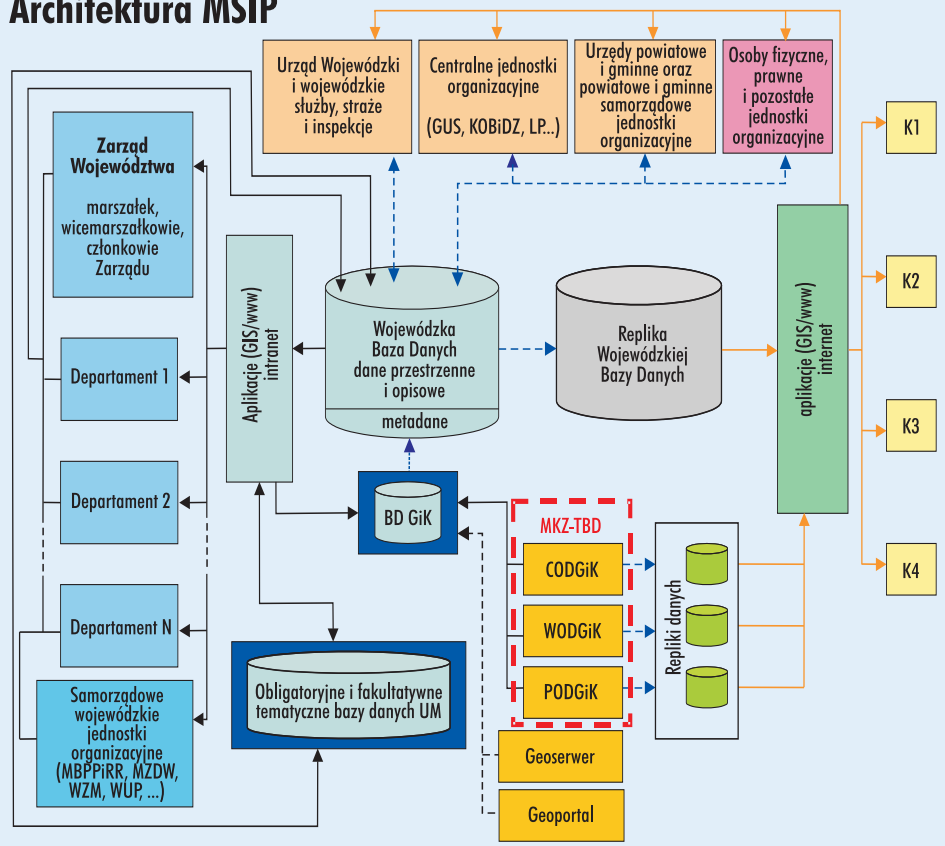 Architektura MSIP
Urząd Wojewódzki
i wojewódzkie
służby, straże
i inspekcje
Centralne jednostki
organizacyjne
(GUS, KOBiDZ, LP...)
Urzędy powiatowe
i gminne oraz
powiatowe i gminne
samorządowe
jednostki
organizacyjne
Osoby fizyczne,
prawne
i pozostałe
jednostki
organizacyjne
K1
K2
K3
K4
Zarząd
Województwa
marszałek,
wicemarszałkowie,
członkowie
Zarządu
Departament 1
Departament 2
Departament N
Samorządowe
wojewódzkie
jednostki
organizacyjne
(MBPPiRR, MZDW,
WZM, WUP, ...)
Aplikacje (GIS/www)
intranet
Wojewódzka
Baza Danych
dane przestrzenne
i opisowe
metadane
Replika
Wojewódzkiej
Bazy Danych
aplikacje (GIS/www)
internet
BD GiK
MKZ-TBD
CODGiK
WODGiK
PODGiK
Repliki danych
Obligatoryjne i fakultatywne
tematyczne bazy danych UM
Geoserwer
Geoportal